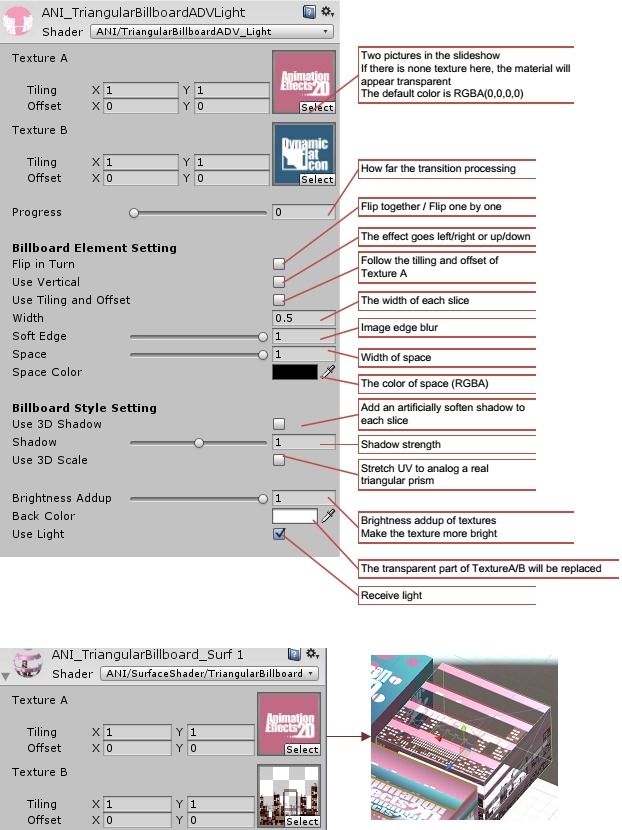 ANI_TriangularBillboardADVLight
Shader ANI/TriangularBillboardADV_Light
Texture A
Tiling X 1 Y 1
Offset X 0 Y 0
Animation
Effects2D
Select
Two pictures in the slideshow
If there is none texture here, the material will
appear transparent
The default color is RGBA(0,0,0,0)
Texture B
Tiling X 1 Y 1
Offset X 0 Y 0
Dynamic
Flat
Icon
Select
How far the transition processing
Progress 0
Flip together / Flip one by one
Billboard Element Setting
The effect goes left/right or up/down
Flip in Turn
Follow the tilling and offset of
Texture A
Use Vertical
Use Tiling and Offset
The width of each slice
Width 0.5
Image edge blur
Soft Edge 1
Space 1
Width of space
Space Color
The color of space (RGBA)
Billboard Style Setting
Add an artificially soften shadow to
each slice
Use 3D Shadow
Shadow 1
Shadow strength
Use 3D Scale
Stretch UV to analog a real
triangular prism
Brightness Addup 1
Brightness addup of textures
Make the texture more bright
Back Color
Use Light
The transparent part of TextureA/B will be replaced
Receive light
ANI_TriangularBillboard_Surf 1
Shader ANI/SurfaceShader/TriangularBillboard
Texture A
Tiling X 1 Y 1
Offset X 0 Y 0
Animation
Effects2D
Select
Texture B
Tiling X 1 Y 1
Offset X 0 Y 0
Select